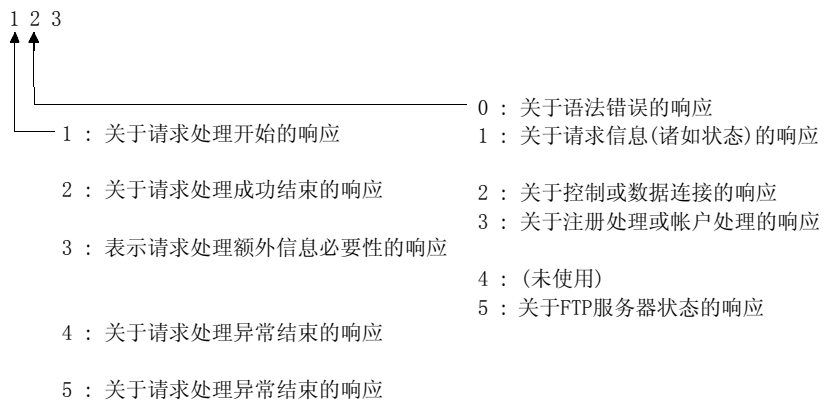 1 2 3
1 : 关于请求处理开始的响应
2 : 关于请求处理成功结束的响应
3 : 表示请求处理额外信息必要性的响应
4 : 关于请求处理异常结束的响应
5 : 关于请求处理异常结束的响应
0 : 关于语法错误的响应
1 : 关于请求信息(诸如状态)的响应
2 : 关于控制或数据连接的响应
3 : 关于注册处理或帐户处理的响应
4 : (未使用)
5 : 关于FTP服务器状态的响应